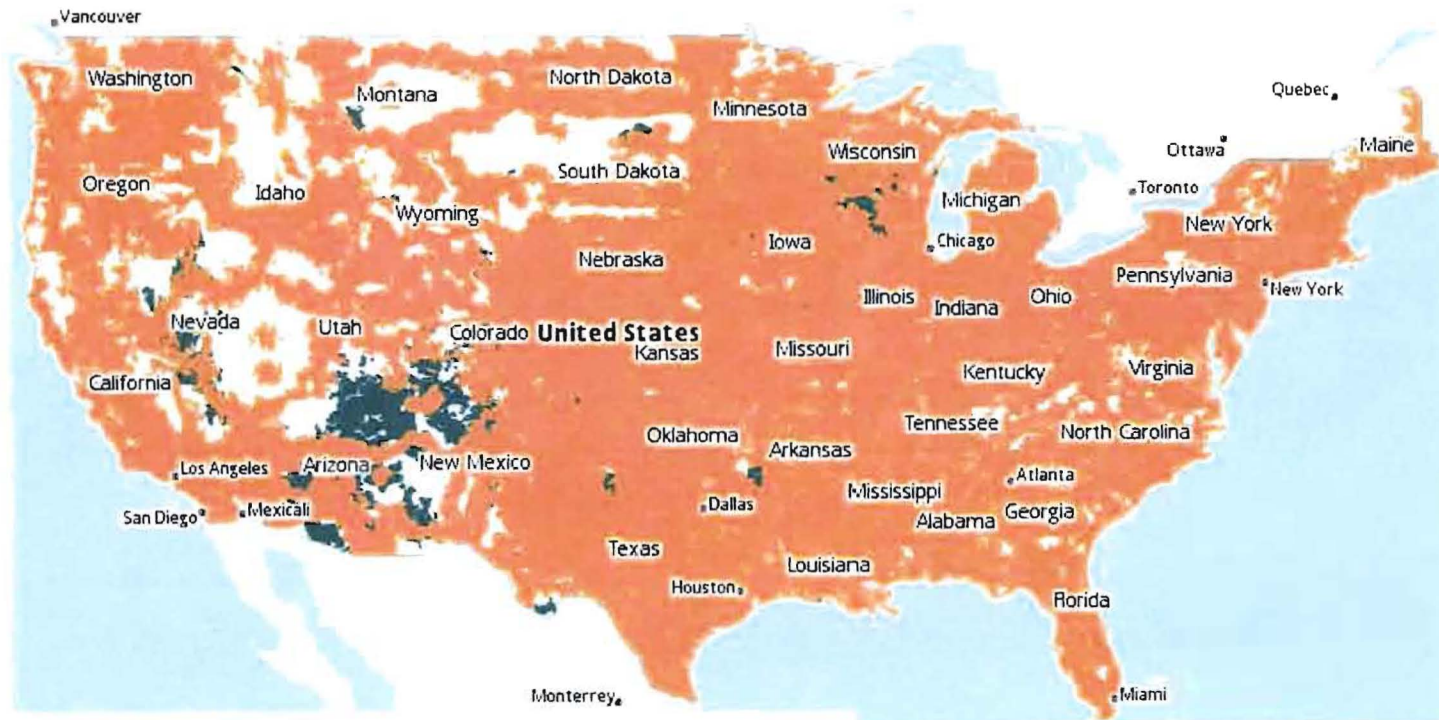 Vancouver
Washington
Montana
North Dakota
Minnesota
Quebec
Ottawa
Maine
Wisconsin
Oregon
Idaho
South Dakota
Toronto
Wyoming
Michigan
New York
Iowa
Chicago
Nebraska
Pennsylvania
New York
Illinois
Indiana
Ohio
Nevada
Utah
Colorado
United States
Kansas
Missouri
Kentucky
Virginia
California
Tennessee
North Carolina
Oklahoma
Arkansas
Los Angeles
Arizona
New Mexico
Atlanta
Mississippi
Dallas
San Diego
Mexicali
Alabama
Georgia
Texas
Louisiana
Houston
Florida
Monterrey
Miami